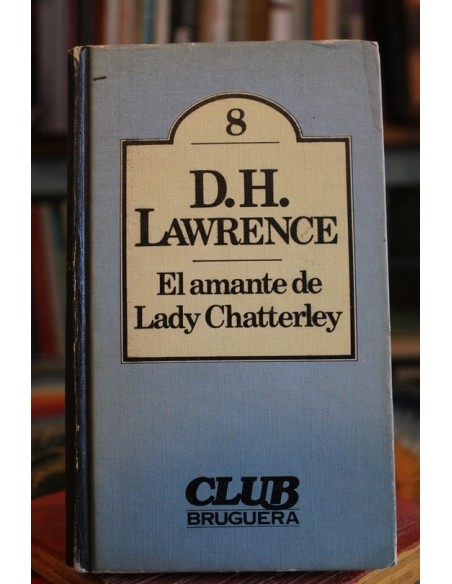 8
D.H.
LAWRENCE
El amante de
Lady Chatterley
CLUB
BRUGUERA